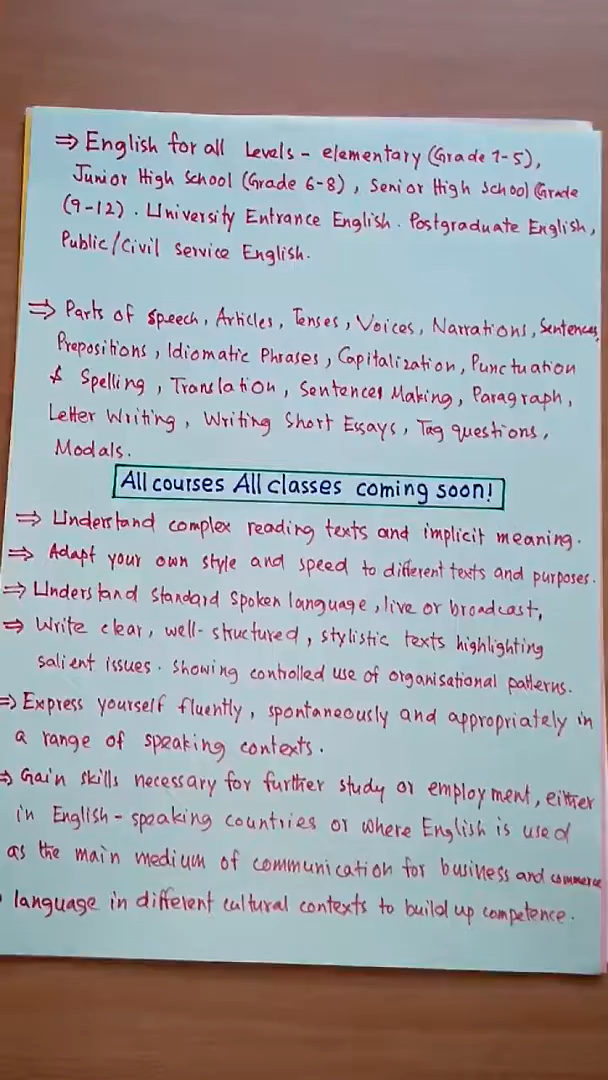 ⇒ English for all Levels - elementary (Grade 1-5),
Junior High School (Grade 6-8), Senior High School (Grade
(9-12). University Entrance English. Postgraduate English,
Public/Civil Service English.
⇒ Parts of speech, Articles, Tenses, Voices, Narrations, Sentences,
Prepositions, Idiomatic Phrases, Capitalization, Punctuation
& Spelling, Translation, Sentences Making, Paragraph,
Letter Writing, Writing Short Essays, Tag questions,
Modals.
All courses All classes coming soon!
⇒ Understand complex reading texts and implicit meaning.
⇒ Adapt your own style and speed to different texts and purposes.
⇒ Understand standard spoken language, live or broadcast,
⇒ Write clear, well-structured, stylistic texts highlighting
salient issues. Showing controlled use of organisational patterns.
⇒ Express yourself fluently, spontaneously and appropriately in
a range of speaking contexts.
⇒ Gain skills necessary for further study or employment, either
in English-speaking countries or where English is used
as the main medium of communication for business and commerce
language in different cultural contexts to build up competence.